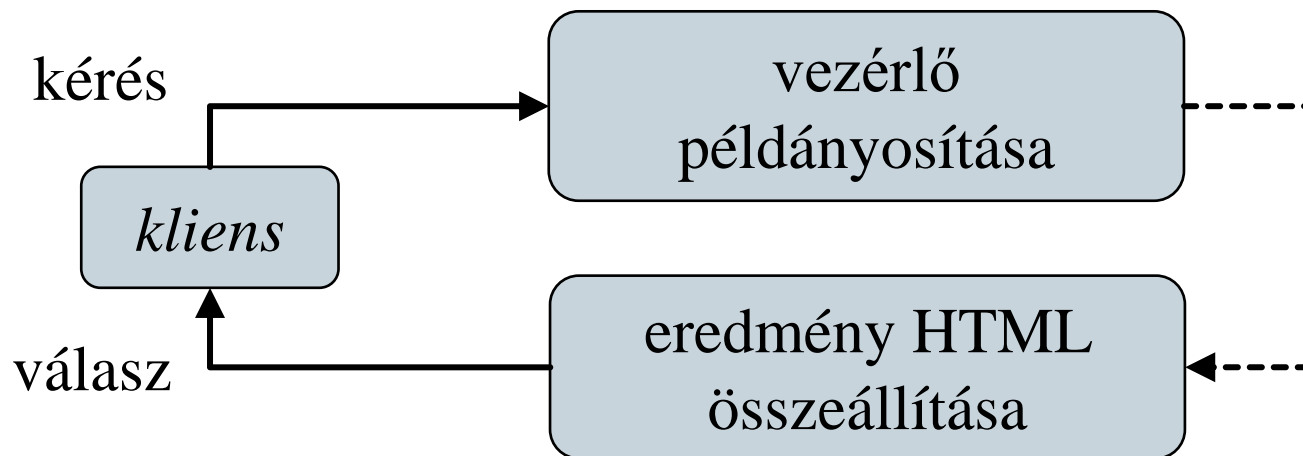 kérés
vezérlő
példányosítása
kliens
eredmény HTML
összeállítása
válasz